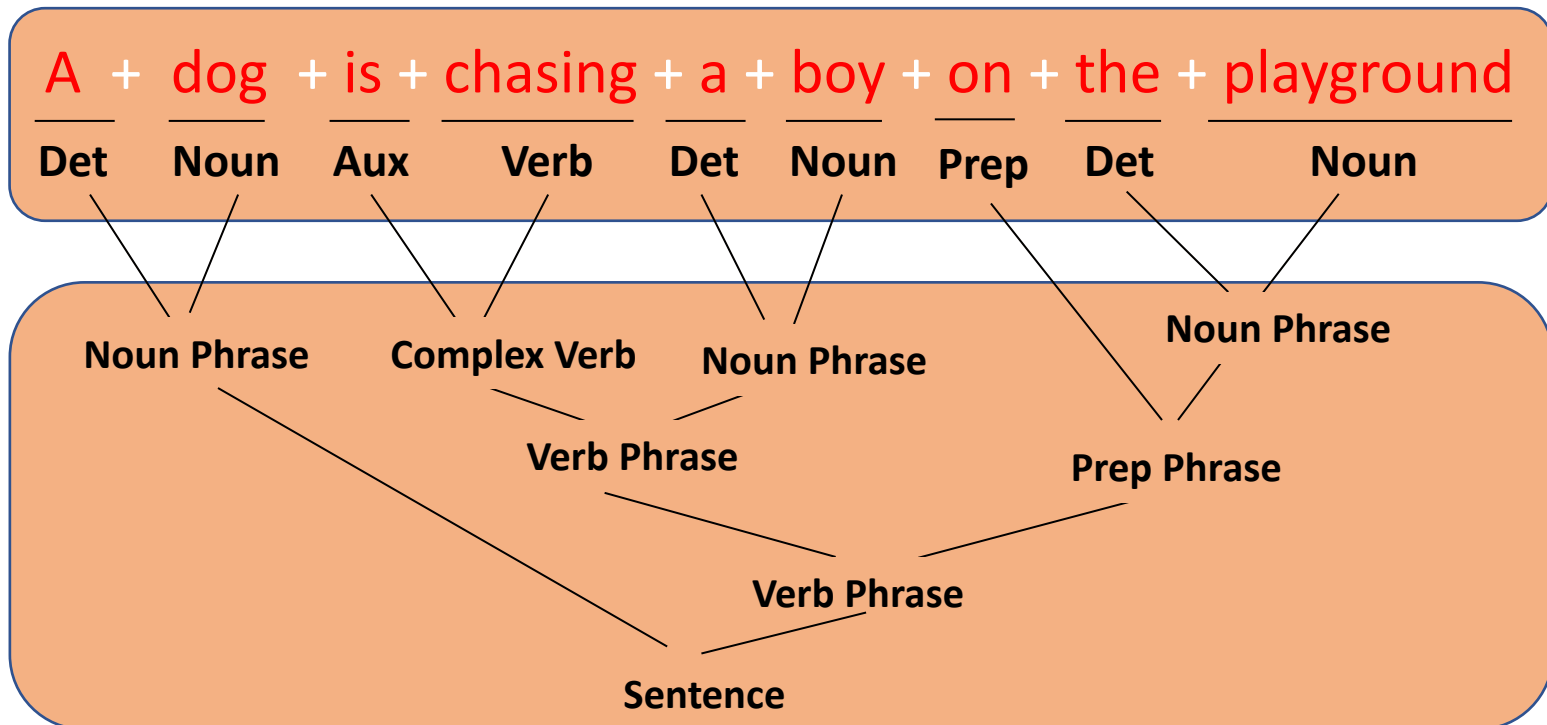 A + dog + is + chasing + a + boy + on + the + playground
Det Noun Aux Verb Det Noun Prep Det Noun
Noun Phrase Complex Verb Noun Phrase Noun Phrase
Verb Phrase Prep Phrase
Verb Phrase
Sentence